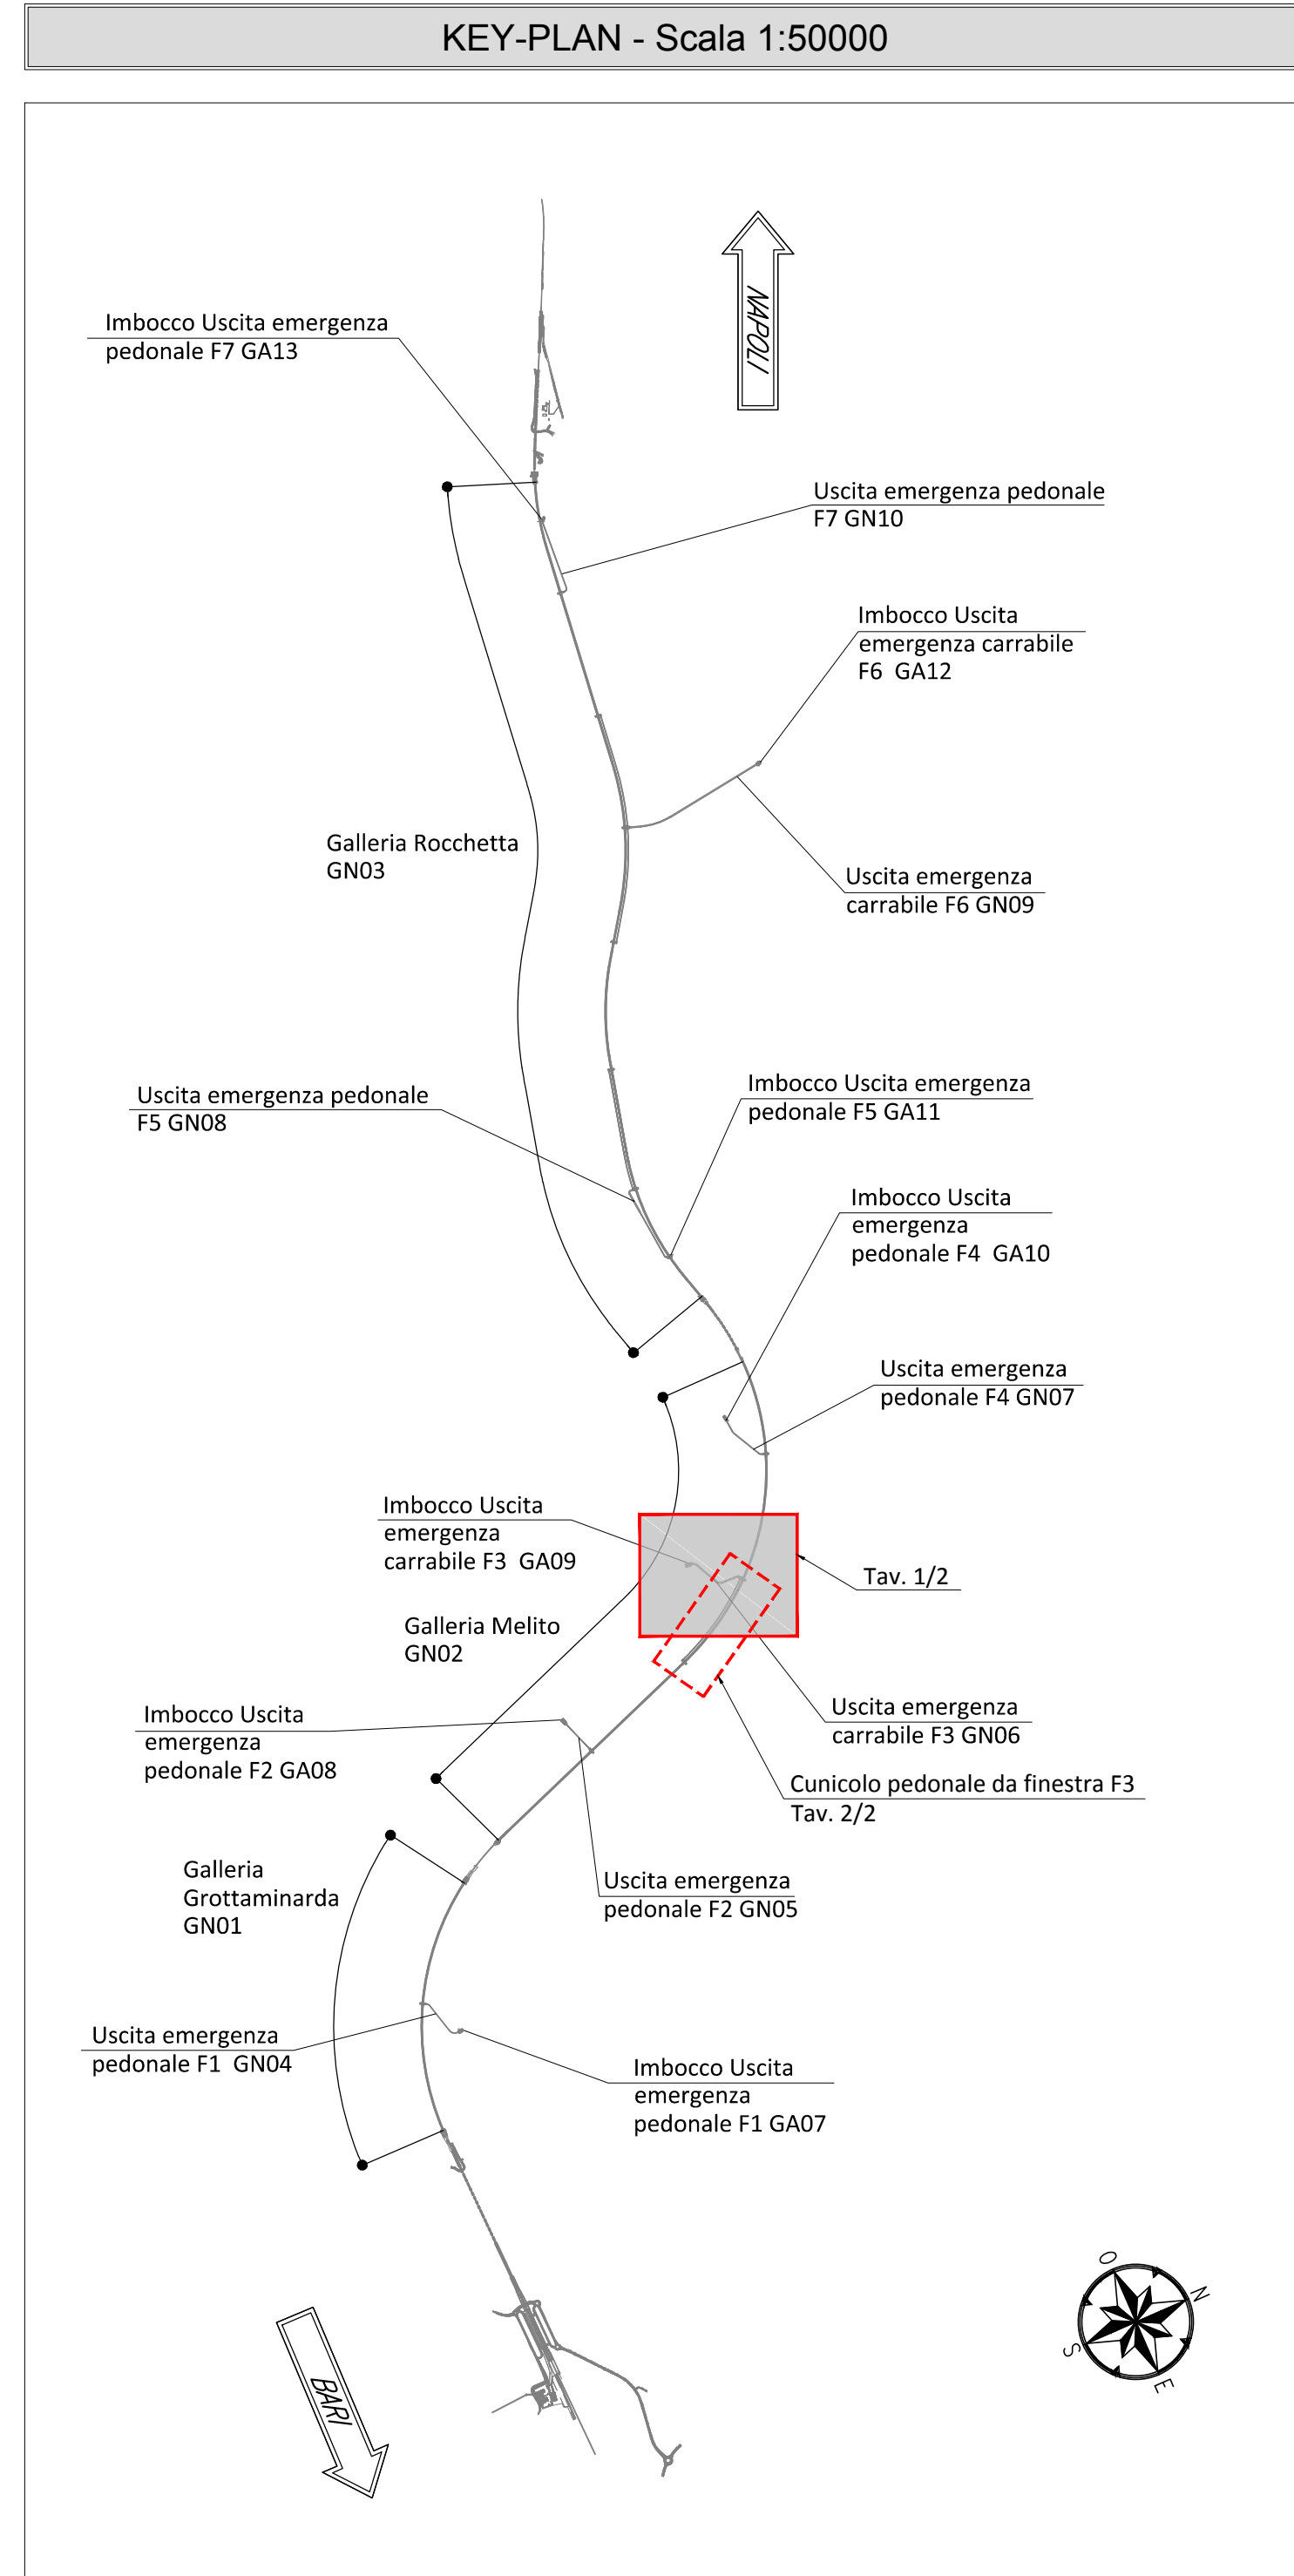 KEY-PLAN - Scala 1:50000
NAPOLI
Imbocco Uscita emergenza
pedonale F7 GA13
Uscita emergenza pedonale
F7 GN10
Imbocco Uscita
emergenza carrabile
F6 GA12
Galleria Rocchetta
GN03
Uscita emergenza
carrabile F6 GN09
Uscita emergenza pedonale
F5 GN08
Imbocco Uscita emergenza
pedonale F5 GA11
Imbocco Uscita
emergenza
pedonale F4 GA10
Uscita emergenza
pedonale F4 GN07
Imbocco Uscita
emergenza
carrabile F3 GA09
Tav. 1/2
Galleria Melito
GN02
Uscita emergenza
carrabile F3 GN06
Imbocco Uscita
emergenza
pedonale F2 GA08
Cunicolo pedonale da finestra F3
Tav. 2/2
Galleria
Grottaminarda
GN01
Uscita emergenza
pedonale F2 GN05
Uscita emergenza
pedonale F1 GN04
Imbocco Uscita
emergenza
pedonale F1 GA07
O
N
S
E
BARI